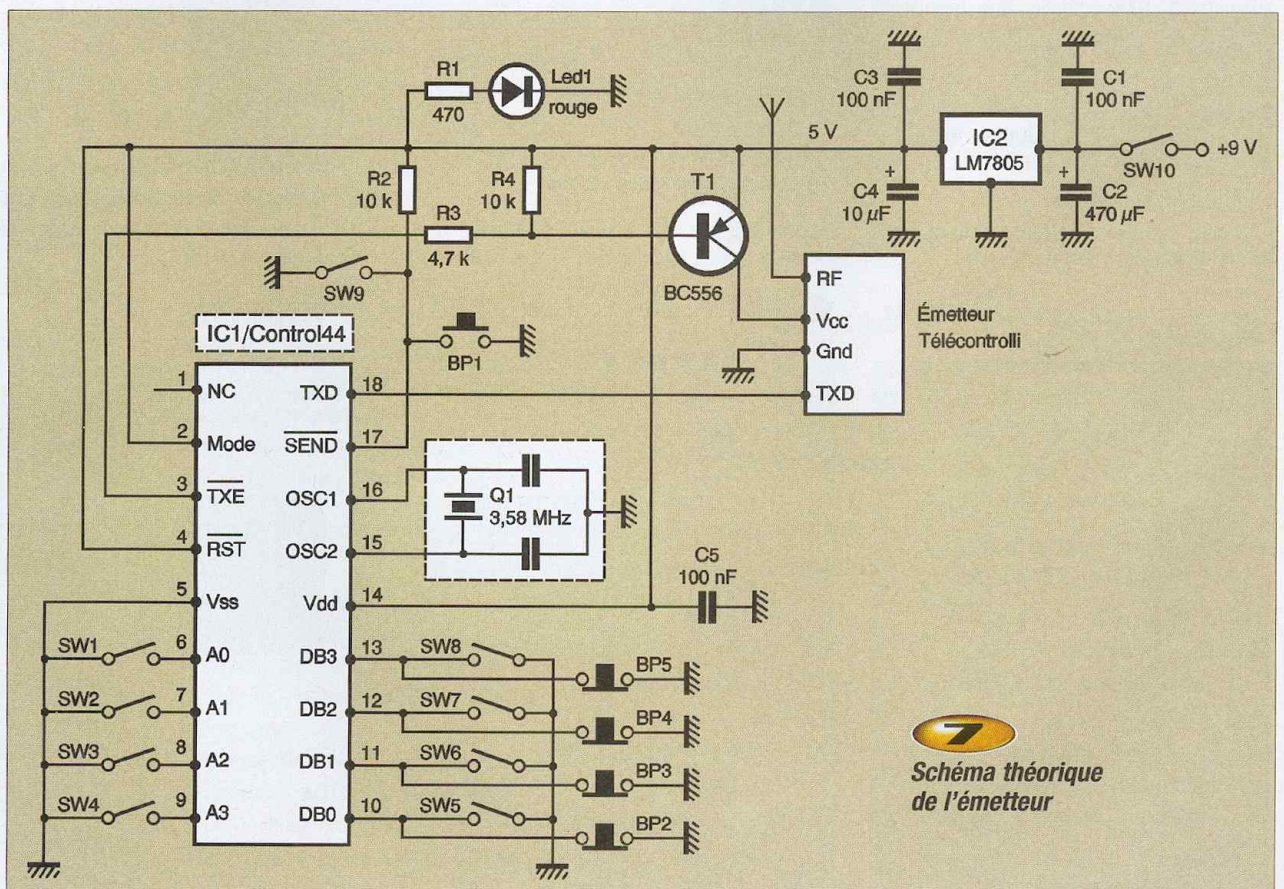 R1
470
Led1
rouge
C3
100 nF
C1
100 nF
5 V
IC2
LM7805
+9 V
SW10
R2
10 k
R4
10 k
T1
+
C4
10 µF
+
C2
470 µF
R3
4,7 k
BC556
SW9
RF
Vcc
Gnd
TXD
Émetteur
Télécontrolli
IC1/Control44
BP1
1
NC
TXD
18
2
Mode
SEND
17
3
TXE
OSC1
16
4
RST
OSC2
15
Q1
3,58 MHz
5
Vss
Vdd
14
C5
100 nF
SW1
6
A0
DB3
13
SW8
BP5
SW2
7
A1
DB2
12
SW7
BP4
SW3
8
A2
DB1
11
SW6
BP3
SW4
9
A3
DB0
10
SW5
BP2
7
Schéma théorique
de l'émetteur